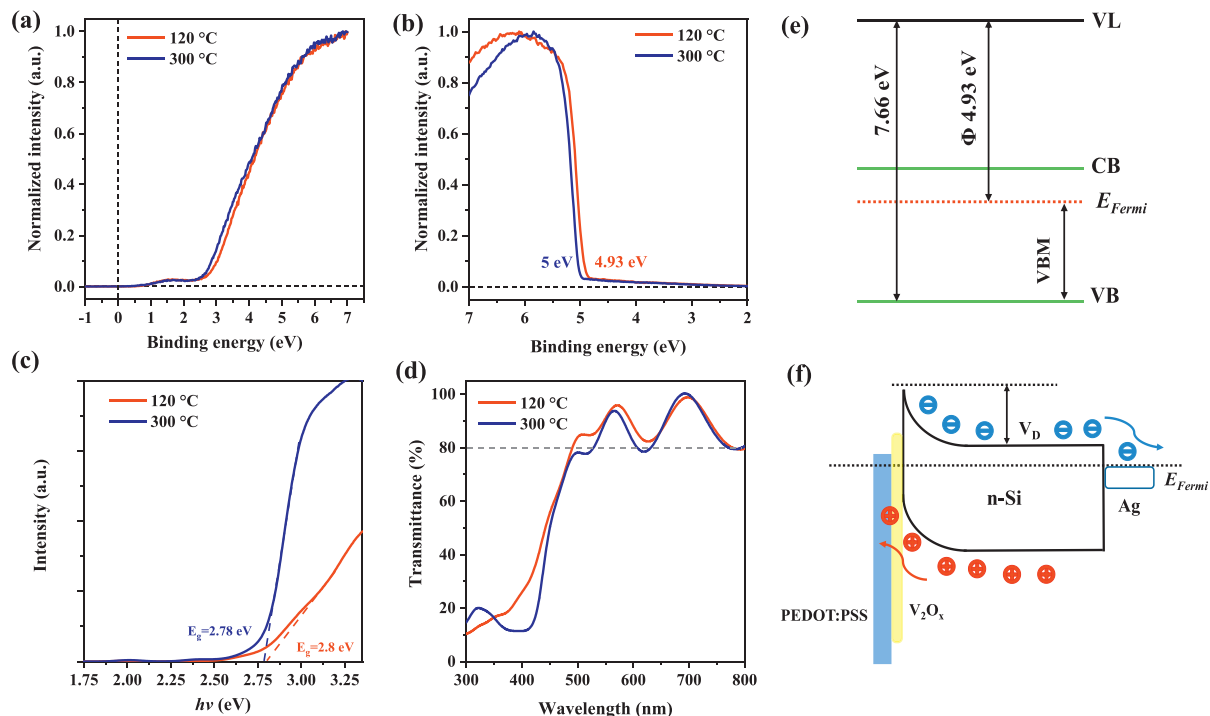 (a)
120 °C
300 °C
Normalized intensity (a.u.)
1.0
0.8
0.6
0.4
0.2
0.0
-1 0 1 2 3 4 5 6 7
Binding energy (eV)
(b)
120 °C
300 °C
Normalized intensity (a.u.)
1.0
0.8
0.6
0.4
0.2
0.0
5 eV 4.93 eV
7 6 5 4 3 2
Binding energy (eV)
(e)
VL
7.66 eV
Φ 4.93 eV
CB
E_Fermi
VBM
VB
(c)
120 °C
300 °C
Intensity (a.u.)
E_g=2.78 eV
E_g=2.8 eV
1.75 2.00 2.25 2.50 2.75 3.00 3.25
hν (eV)
(d)
120 °C
300 °C
Transmittance (%)
100
80
60
40
20
0
300 400 500 600 700 800
Wavelength (nm)
(f)
V_D
E_Fermi
n-Si
Ag
PEDOT:PSS
V₂Oₓ